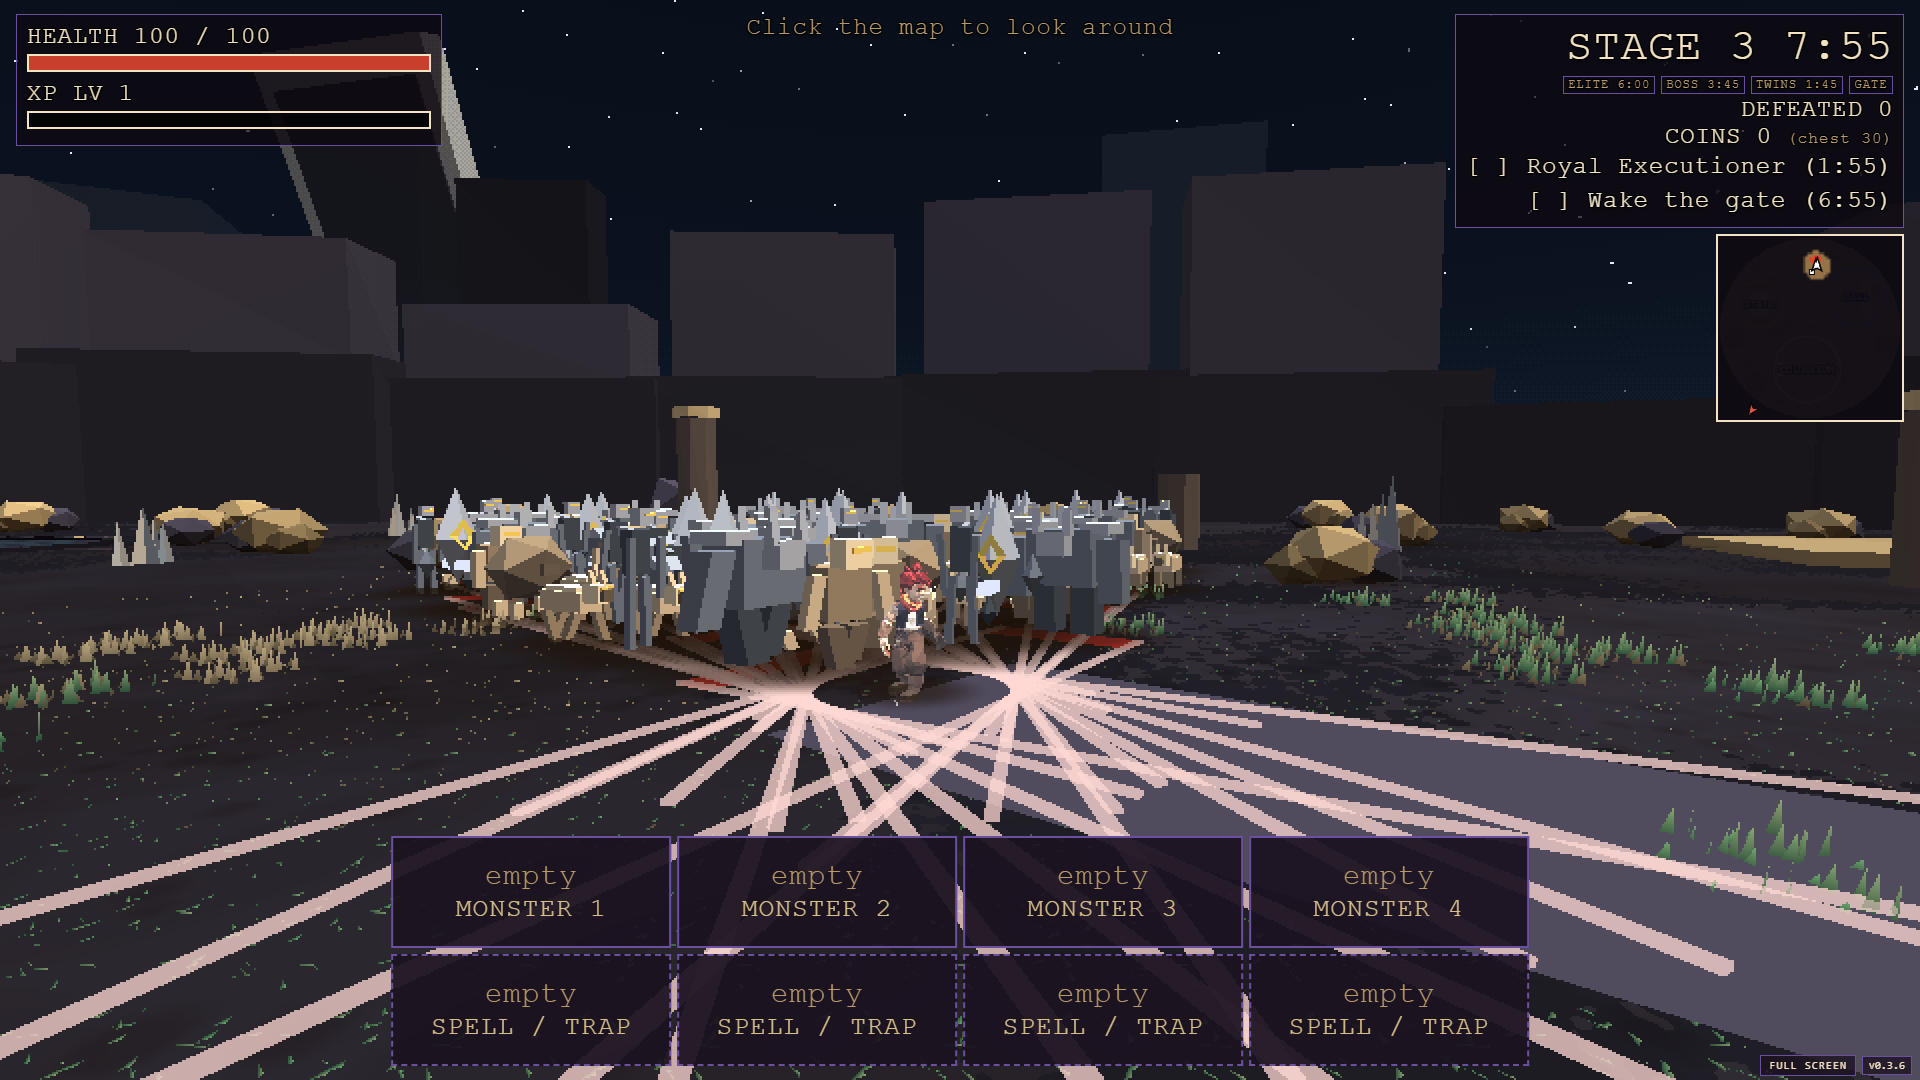 HEALTH 100 / 100
XP LV 1
Click the map to look around
STAGE 3 7:55
ELITE 6:00 BOSS 3:45 TWINS 1:45 GATE
DEFEATED 0
COINS 0 (chest 30)
[ ] Royal Executioner (1:55)
[ ] Wake the gate (6:55)
empty
MONSTER 1
empty
MONSTER 2
empty
MONSTER 3
empty
MONSTER 4
empty
SPELL / TRAP
empty
SPELL / TRAP
empty
SPELL / TRAP
empty
SPELL / TRAP
FULL SCREEN
v0.3.6